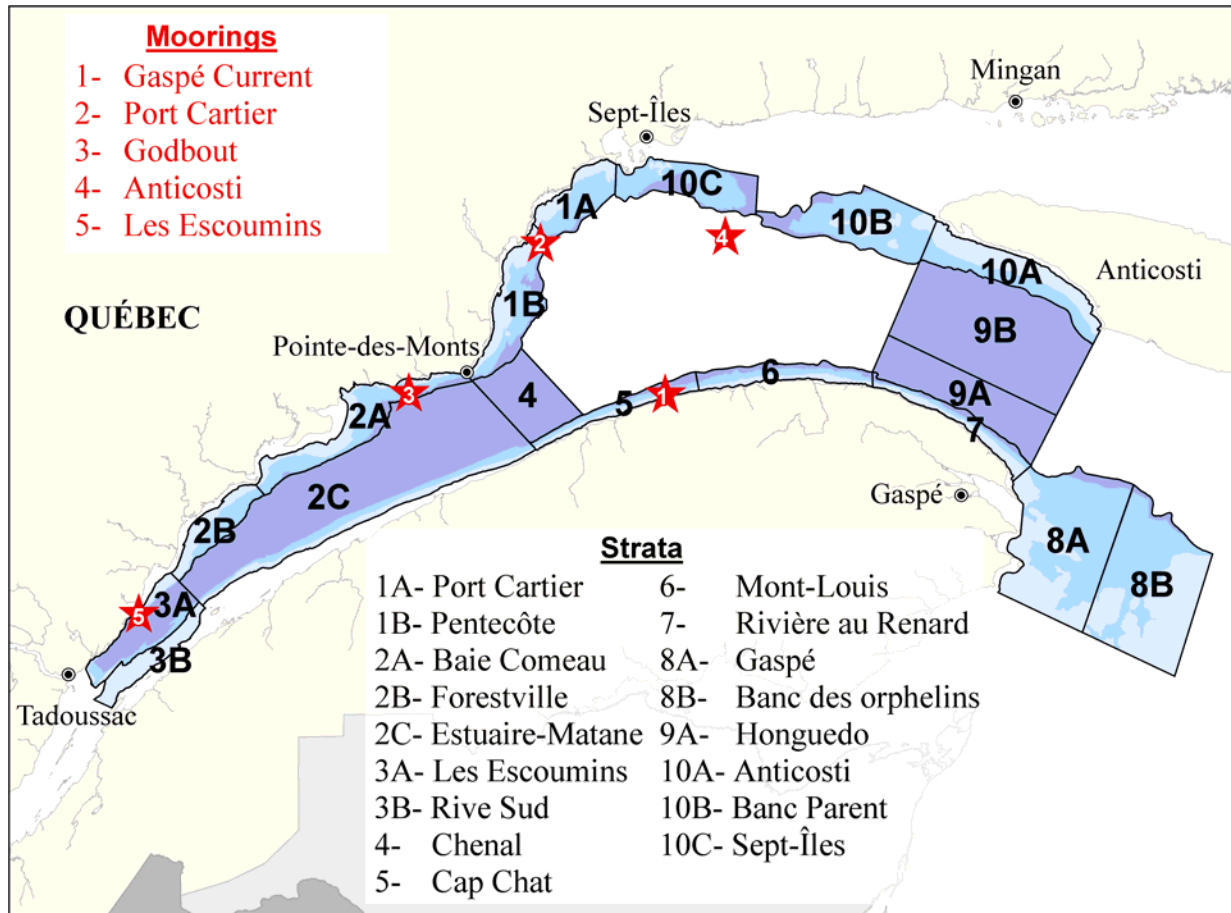 Moorings
1- Gaspé Current
2- Port Cartier
3- Godbout
4- Anticosti
5- Les Escoumins
Mingan
Sept-Îles
1A
10C
10B
2
4
10A
Anticosti
QUÉBEC
1B
9B
Pointe-des-Monts
6
3
4
5
1
9A
2A
7
2C
Gaspé
2B
8A
8B
3A
5
3B
Tadoussac
Strata
1A- Port Cartier
1B- Pentecôte
2A- Baie Comeau
2B- Forestville
2C- Estuaire-Matane
3A- Les Escoumins
3B- Rive Sud
4- Chenal
5- Cap Chat
6- Mont-Louis
7- Rivière au Renard
8A- Gaspé
8B- Banc des orphelins
9A- Honguedo
10A- Anticosti
10B- Banc Parent
10C- Sept-Îles